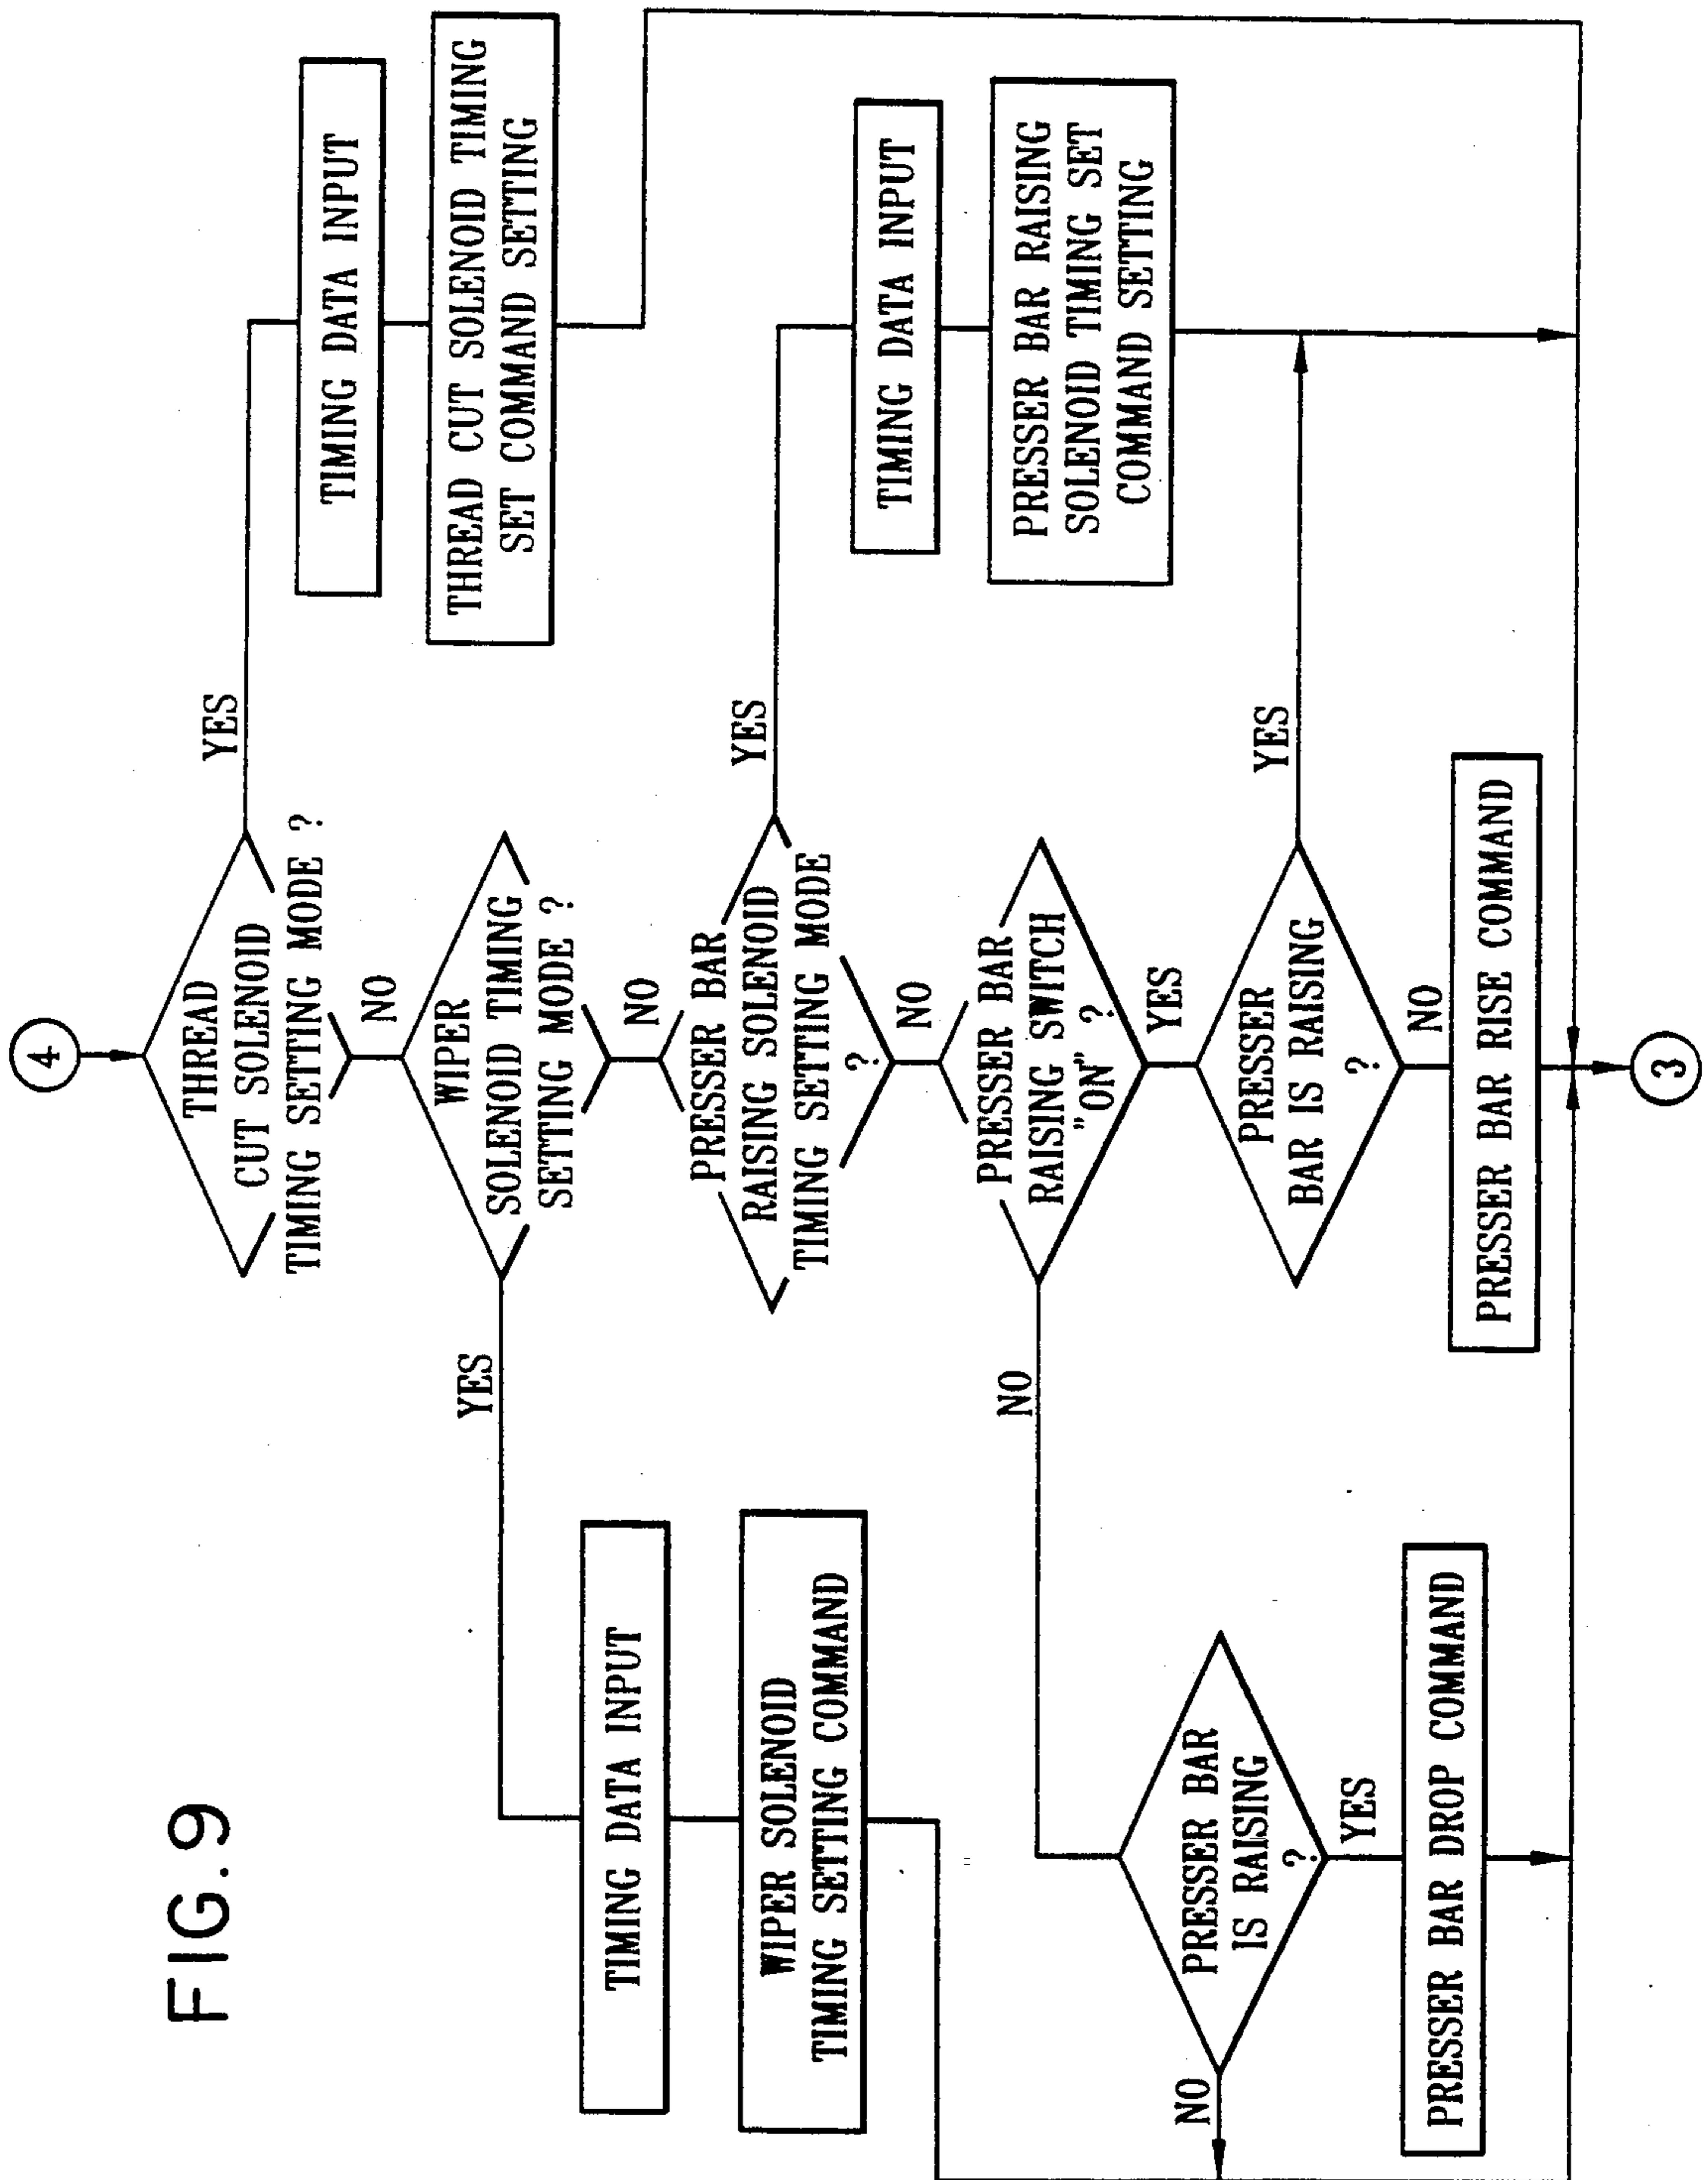 FIG.9
4
THREAD
CUT SOLENOID
TIMING SETTING MODE ?
YES
NO
TIMING DATA INPUT
THREAD CUT SOLENOID TIMING
SET COMMAND SETTING
WIPER
SOLENOID TIMING
SETTING MODE ?
YES
NO
TIMING DATA INPUT
WIPER SOLENOID
TIMING SETTING COMMAND
PRESSER BAR
RAISING SOLENOID
TIMING SETTING MODE
?
YES
NO
TIMING DATA INPUT
PRESSER BAR RAISING
SOLENOID TIMING SET
COMMAND SETTING
PRESSER BAR
RAISING SWITCH
"ON" ?
NO
YES
PRESSER BAR
IS RAISING
?
NO
YES
PRESSER BAR DROP COMMAND
PRESSER
BAR IS RAISING
?
YES
NO
PRESSER BAR RISE COMMAND
3